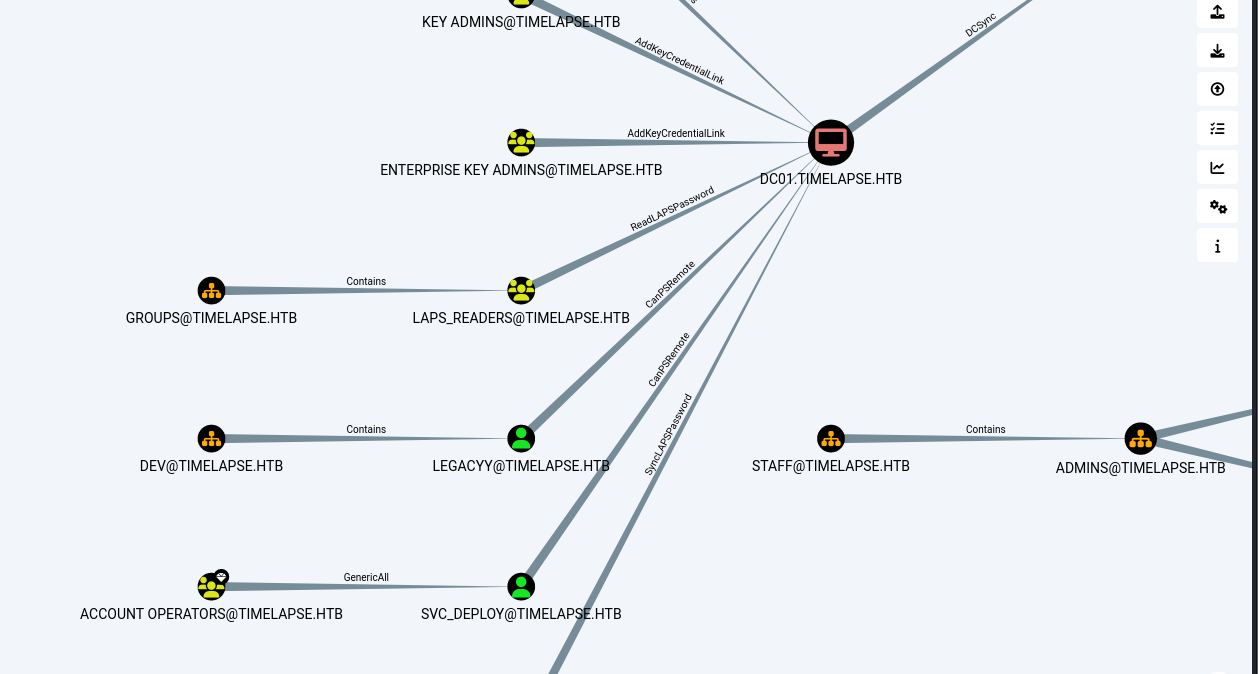 KEY ADMINS@TIMELAPSE.HTB
DCSync
AddKeyCredentialLink
AddKeyCredentialLink
ENTERPRISE KEY ADMINS@TIMELAPSE.HTB
DC01.TIMELAPSE.HTB
ReadLAPSPassword
Contains
CanPSRemote
GROUPS@TIMELAPSE.HTB
LAPS_READERS@TIMELAPSE.HTB
CanPSRemote
Contains
SyncLAPSPassword
Contains
DEV@TIMELAPSE.HTB
LEGACYY@TIMELAPSE.HTB
STAFF@TIMELAPSE.HTB
ADMINS@TIMELAPSE.HTB
GenericAll
ACCOUNT OPERATORS@TIMELAPSE.HTB
SVC_DEPLOY@TIMELAPSE.HTB